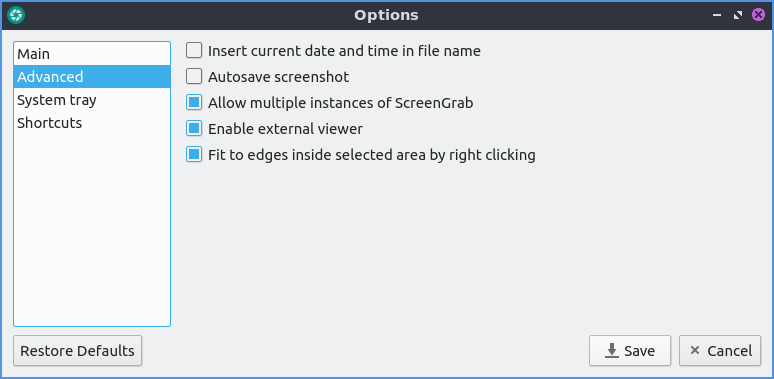 Options
Main
Advanced
System tray
Shortcuts
Insert current date and time in file name
Autosave screenshot
Allow multiple instances of ScreenGrab
Enable external viewer
Fit to edges inside selected area by right clicking
Restore Defaults
Save
Cancel